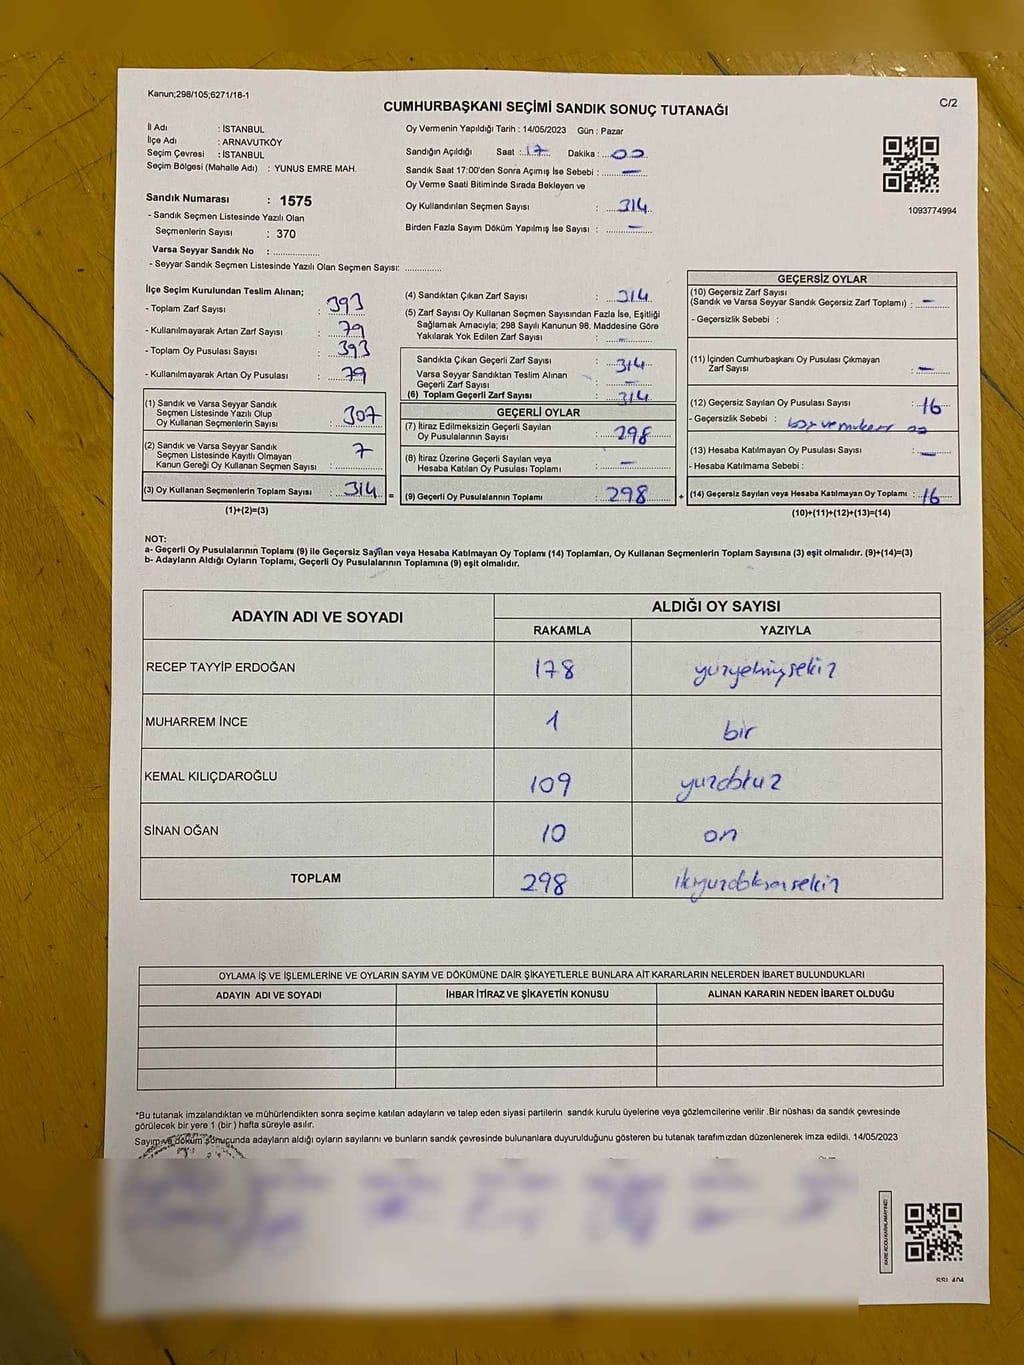 Kanun;298/105;6271/18-1
CUMHURBAŞKANI SEÇİMİ SANDIK SONUÇ TUTANAĞI
C/2
İl Adı : İSTANBUL
İlçe Adı : ARNAVUTKÖY
Seçim Çevresi : İSTANBUL
Seçim Bölgesi (Mahalle Adı) : YUNUS EMRE MAH.
Sandık Numarası : 1575
- Sandık Seçmen Listesinde Yazılı Olan
Seçmenlerin Sayısı : 370
Varsa Seyyar Sandık No : ..................
- Seyyar Sandık Seçmen Listesinde Yazılı Olan Seçmen Sayısı: ..............
Oy Vermenin Yapıldığı Tarih : 14/05/2023 Gün : Pazar
Sandığın Açıldığı Saat : 17 Dakika : 00
Sandık Saat 17:00'den Sonra Açımış İse Sebebi : —
Oy Verme Saati Bitiminde Sırada Bekleyen ve
Oy Kullandırılan Seçmen Sayısı : 314
Birden Fazla Sayım Döküm Yapılmış İse Sayısı : —
1093774994
İlçe Seçim Kurulundan Teslim Alınan;
- Toplam Zarf Sayısı : 393
- Kullanılmayarak Artan Zarf Sayısı : 79
- Toplam Oy Pusulası Sayısı : 393
- Kullanılmayarak Artan Oy Pusulası : 79
(1) Sandık ve Varsa Seyyar Sandık
Seçmen Listesinde Yazılı Olup
Oy Kullanan Seçmenlerin Sayısı : 307
(2) Sandık ve Varsa Seyyar Sandık
Seçmen Listesinde Kayıtlı Olmayan
Kanun Gereği Oy Kullanan Seçmen Sayısı : 7
(3) Oy Kullanan Seçmenlerin Toplam Sayısı : 314 =
(1)+(2)=(3)
(4) Sandıktan Çıkan Zarf Sayısı : 314
(5) Zarf Sayısı Oy Kullanan Seçmen Sayısından Fazla İse, Eşitliği
Sağlamak Amacıyla; 298 Sayılı Kanunun 98. Maddesine Göre
Yakılarak Yok Edilen Zarf Sayısı : —
Sandıkta Çıkan Geçerli Zarf Sayısı : 314
Varsa Seyyar Sandıktan Teslim Alınan
Geçerli Zarf Sayısı : —
(6) Toplam Geçerli Zarf Sayısı : 314
GEÇERLİ OYLAR
(7) İtiraz Edilmeksizin Geçerli Sayılan
Oy Pusulalarının Sayısı : 298
(8) İtiraz Üzerine Geçerli Sayılan veya
Hesaba Katılan Oy Pusulası Toplamı : —
(9) Geçerli Oy Pusulalarının Toplamı : 298 +
GEÇERSİZ OYLAR
(10) Geçersiz Zarf Sayısı
(Sandık ve Varsa Seyyar Sandık Geçersiz Zarf Toplamı) : —
- Geçersizlik Sebebi :
(11) İçinden Cumhurbaşkanı Oy Pusulası Çıkmayan
Zarf Sayısı : —
(12) Geçersiz Sayılan Oy Pusulası Sayısı : 16
- Geçersizlik Sebebi :
(13) Hesaba Katılmayan Oy Pusulası Sayısı : —
- Hesaba Katılmama Sebebi :
(14) Geçersiz Sayılan veya Hesaba Katılmayan Oy Toplamı : 16
(10)+(11)+(12)+(13)=(14)
NOT:
a- Geçerli Oy Pusulalarının Toplamı (9) ile Geçersiz Sayılan veya Hesaba Katılmayan Oy Toplamı (14) Toplamları, Oy Kullanan Seçmenlerin Toplam Sayısına (3) eşit olmalıdır. (9)+(14)=(3)
b- Adayların Aldığı Oyların Toplamı, Geçerli Oy Pusulalarının Toplamına (9) eşit olmalıdır.
ADAYIN ADI VE SOYADI
ALDIĞI OY SAYISI
RAKAMLA YAZIYLA
RECEP TAYYİP ERDOĞAN 178 yüzyetmişsekiz
MUHARREM İNCE 1 bir
KEMAL KILIÇDAROĞLU 109 yüzdokuz
SİNAN OĞAN 10 on
TOPLAM 298 ikiyüzdoksansekiz
OYLAMA İŞ VE İŞLEMLERİNE VE OYLARIN SAYIM VE DÖKÜMÜNE DAİR ŞİKAYETLERLE BUNLARA AİT KARARLARIN NELERDEN İBARET BULUNDUKLARI
ADAYIN ADI VE SOYADI İHBAR İTİRAZ VE ŞİKAYETİN KONUSU ALINAN KARARIN NEDEN İBARET OLDUĞU
*Bu tutanak imzalandıktan ve mühürlendikten sonra seçime katılan adayların ve talep eden siyasi partilerin sandık kurulu üyelerine veya gözlemcilerine verilir .Bir nüshası da sandık çevresinde
görülecek bir yere 1 (bir ) hafta süreyle asılır.
Sayım ve döküm sonucunda adayların aldığı oyların sayılarını ve bunların sandık çevresinde bulunanlara duyurulduğunu gösteren bu tutanak tarafımızdan düzenlenerek imza edildi. 14/05/2023